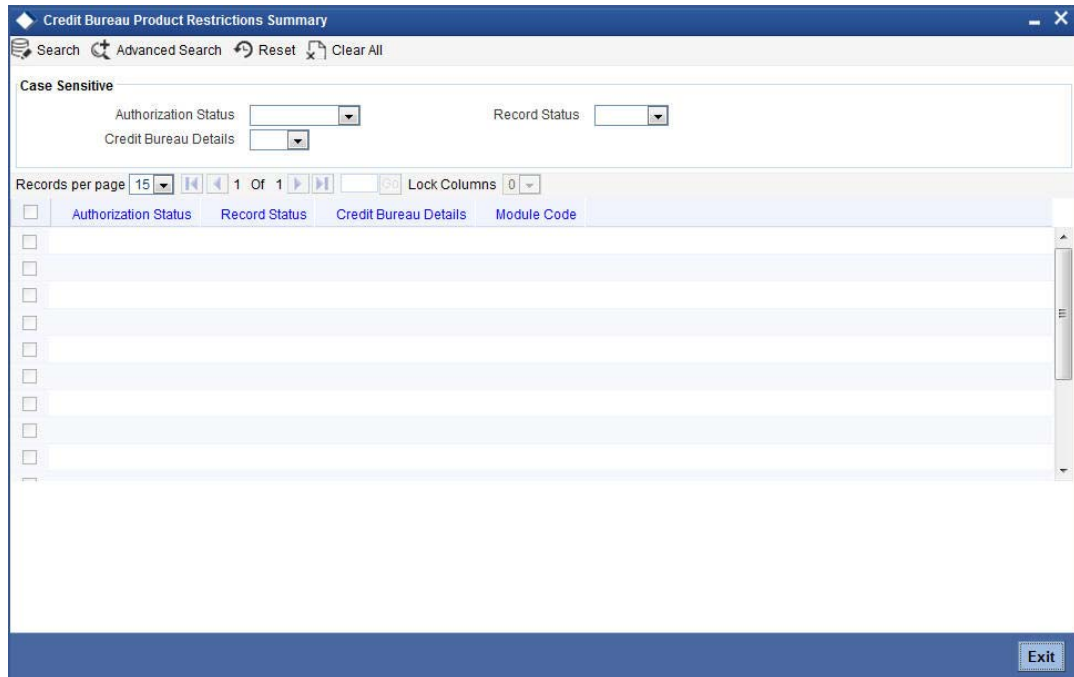 Credit Bureau Product Restrictions Summary
Search Advanced Search Reset Clear All
Case Sensitive
Authorization Status Record Status
Credit Bureau Details
Records per page 15 1 Of 1 Go Lock Columns 0
Authorization Status Record Status Credit Bureau Details Module Code
Exit